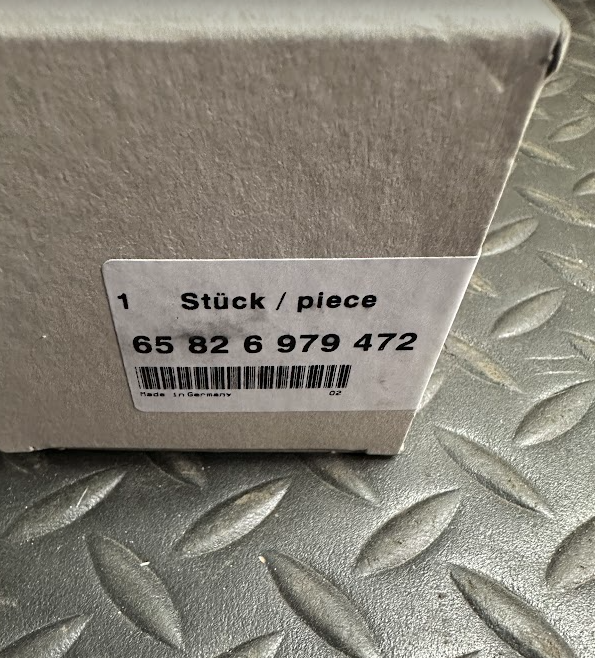 1 Stück / piece
65 82 6 979 472
Made in Germany 02